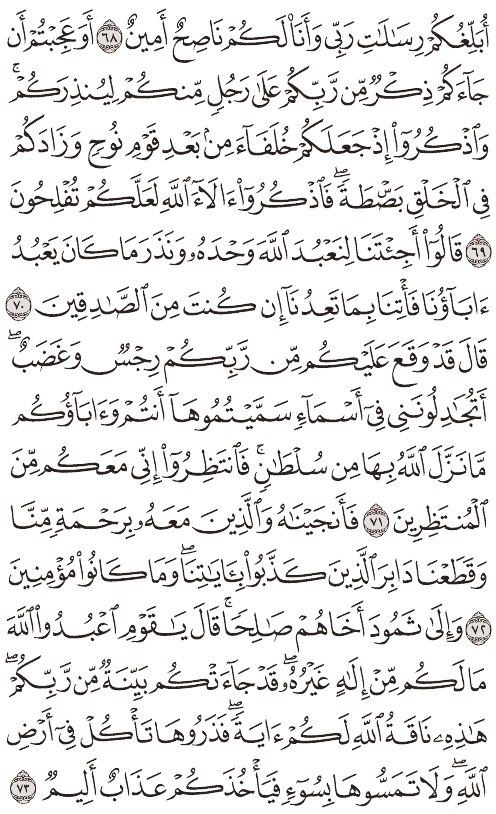 أُبَلِّغُكُمْ رِسَٰلَٰتِ رَبِّى وَأَنَا۠ لَكُمْ نَاصِحٌ أَمِينٌ ٦٨ أَوَعَجِبْتُمْ أَن
جَآءَكُمْ ذِكْرٌ مِّن رَّبِّكُمْ عَلَىٰ رَجُلٍ مِّنكُمْ لِيُنذِرَكُمْ ۚ
وَٱذْكُرُوٓا۟ إِذْ جَعَلَكُمْ خُلَفَآءَ مِنۢ بَعْدِ قَوْمِ نُوحٍ وَزَادَكُمْ
فِى ٱلْخَلْقِ بَصْۜطَةً ۖ فَٱذْكُرُوٓا۟ ءَالَآءَ ٱللَّهِ لَعَلَّكُمْ تُفْلِحُونَ
٦٩ قَالُوٓا۟ أَجِئْتَنَا لِنَعْبُدَ ٱللَّهَ وَحْدَهُۥ وَنَذَرَ مَا كَانَ يَعْبُدُ
ءَابَآؤُنَا فَأْتِنَا بِمَا تَعِدُنَآ إِن كُنتَ مِنَ ٱلصَّٰدِقِينَ ٧٠
قَالَ قَدْ وَقَعَ عَلَيْكُم مِّن رَّبِّكُمْ رِجْسٌ وَغَضَبٌ ۖ
أَتُجَٰدِلُونَنِى فِىٓ أَسْمَآءٍ سَمَّيْتُمُوهَآ أَنتُمْ وَءَابَآؤُكُم
مَّا نَزَّلَ ٱللَّهُ بِهَا مِن سُلْطَٰنٍ ۚ فَٱنتَظِرُوٓا۟ إِنِّى مَعَكُم مِّنَ
ٱلْمُنتَظِرِينَ ٧١ فَأَنجَيْنَٰهُ وَٱلَّذِينَ مَعَهُۥ بِرَحْمَةٍ مِّنَّا
وَقَطَعْنَا دَابِرَ ٱلَّذِينَ كَذَّبُوا۟ بِـَٔايَٰتِنَا ۖ وَمَا كَانُوا۟ مُؤْمِنِينَ
٧٢ وَإِلَىٰ ثَمُودَ أَخَاهُمْ صَٰلِحًا ۗ قَالَ يَٰقَوْمِ ٱعْبُدُوا۟ ٱللَّهَ
مَا لَكُم مِّنْ إِلَٰهٍ غَيْرُهُۥ ۖ قَدْ جَآءَتْكُم بَيِّنَةٌ مِّن رَّبِّكُمْ ۖ
هَٰذِهِۦ نَاقَةُ ٱللَّهِ لَكُمْ ءَايَةً ۖ فَذَرُوهَا تَأْكُلْ فِىٓ أَرْضِ
ٱللَّهِ ۖ وَلَا تَمَسُّوهَا بِسُوٓءٍ فَيَأْخُذَكُمْ عَذَابٌ أَلِيمٌ ٧٣